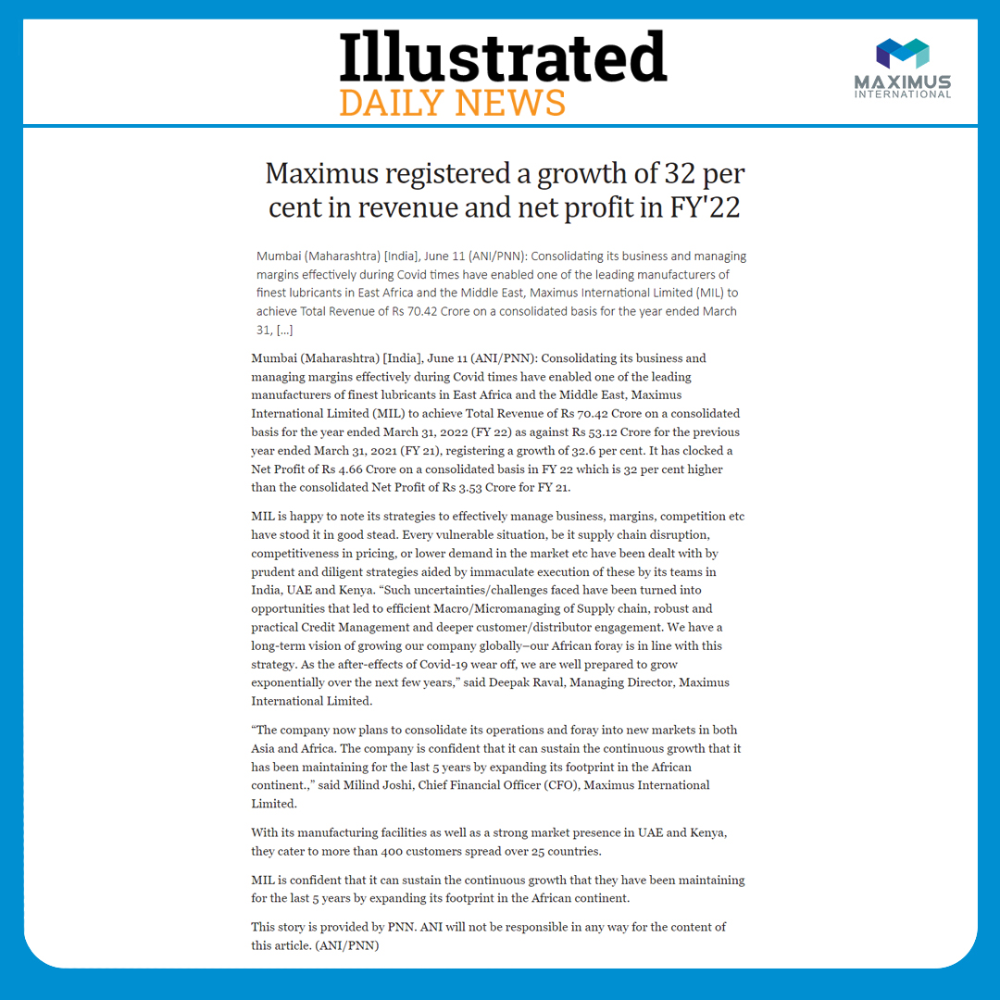 Illustrated
DAILY NEWS
MAXIMUS
INTERNATIONAL
Maximus registered a growth of 32 per
cent in revenue and net profit in FY'22
Mumbai (Maharashtra) [India], June 11 (ANI/PNN): Consolidating its business and managing
margins effectively during Covid times have enabled one of the leading manufacturers of
finest lubricants in East Africa and the Middle East, Maximus International Limited (MIL) to
achieve Total Revenue of Rs 70.42 Crore on a consolidated basis for the year ended March
31, [...]
Mumbai (Maharashtra) [India], June 11 (ANI/PNN): Consolidating its business and
managing margins effectively during Covid times have enabled one of the leading
manufacturers of finest lubricants in East Africa and the Middle East, Maximus
International Limited (MIL) to achieve Total Revenue of Rs 70.42 Crore on a consolidated
basis for the year ended March 31, 2022 (FY 22) as against Rs 53.12 Crore for the previous
year ended March 31, 2021 (FY 21), registering a growth of 32.6 per cent. It has clocked a
Net Profit of Rs 4.66 Crore on a consolidated basis in FY 22 which is 32 per cent higher
than the consolidated Net Profit of Rs 3.53 Crore for FY 21.
MIL is happy to note its strategies to effectively manage business, margins, competition etc
have stood it in good stead. Every vulnerable situation, be it supply chain disruption,
competitiveness in pricing, or lower demand in the market etc have been dealt with by
prudent and diligent strategies aided by immaculate execution of these by its teams in
India, UAE and Kenya. “Such uncertainties/challenges faced have been turned into
opportunities that led to efficient Macro/Micromanaging of Supply chain, robust and
practical Credit Management and deeper customer/distributor engagement. We have a
long-term vision of growing our company globally–our African foray is in line with this
strategy. As the after-effects of Covid-19 wear off, we are well prepared to grow
exponentially over the next few years,” said Deepak Raval, Managing Director, Maximus
International Limited.
“The company now plans to consolidate its operations and foray into new markets in both
Asia and Africa. The company is confident that it can sustain the continuous growth that it
has been maintaining for the last 5 years by expanding its footprint in the African
continent.,” said Milind Joshi, Chief Financial Officer (CFO), Maximus International
Limited.
With its manufacturing facilities as well as a strong market presence in UAE and Kenya,
they cater to more than 400 customers spread over 25 countries.
MIL is confident that it can sustain the continuous growth that they have been maintaining
for the last 5 years by expanding its footprint in the African continent.
This story is provided by PNN. ANI will not be responsible in any way for the content of
this article. (ANI/PNN)